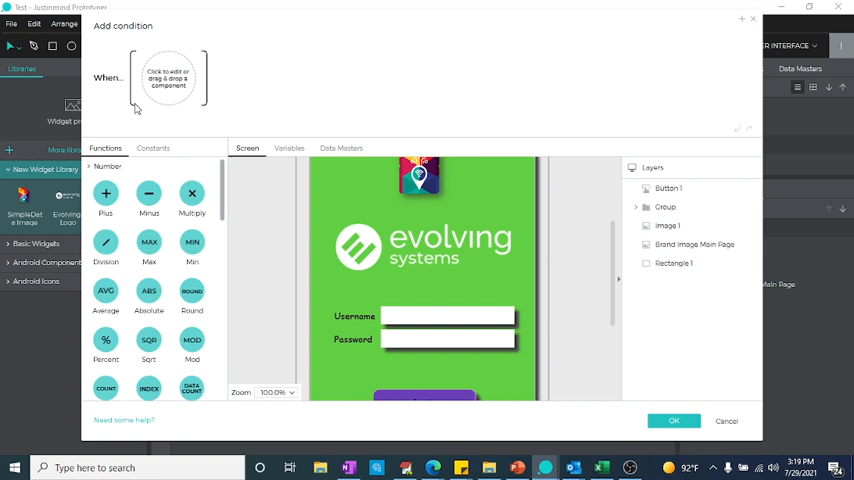 Test - Justinmind Prototyper
File Edit Arrange
ER INTERFACE
Libraries
Data Masters
Widget pr
More libra
New Widget Library
SimpleDat
a Image
Evolving
Logo
Basic Widgets
Android Component
Android Icons
Main Page
Add condition
When...
Click to edit or
drag & drop a
component
Functions Constants
Screen Variables Data Masters
Number
Plus Minus Multiply
MAX MIN
Division Max Min
AVG ABS ROUND
Average Absolute Round
% SQR MOD
Percent Sqrt Mod
COUNT INDEX DATA
COUNT
evolving
systems
Username
Password
Zoom 100.0%
Layers
Button 1
Group
Image 1
Brand Image Main Page
Rectangle 1
Need some help?
OK Cancel
Type here to search
92°F
3:19 PM
7/29/2021
24